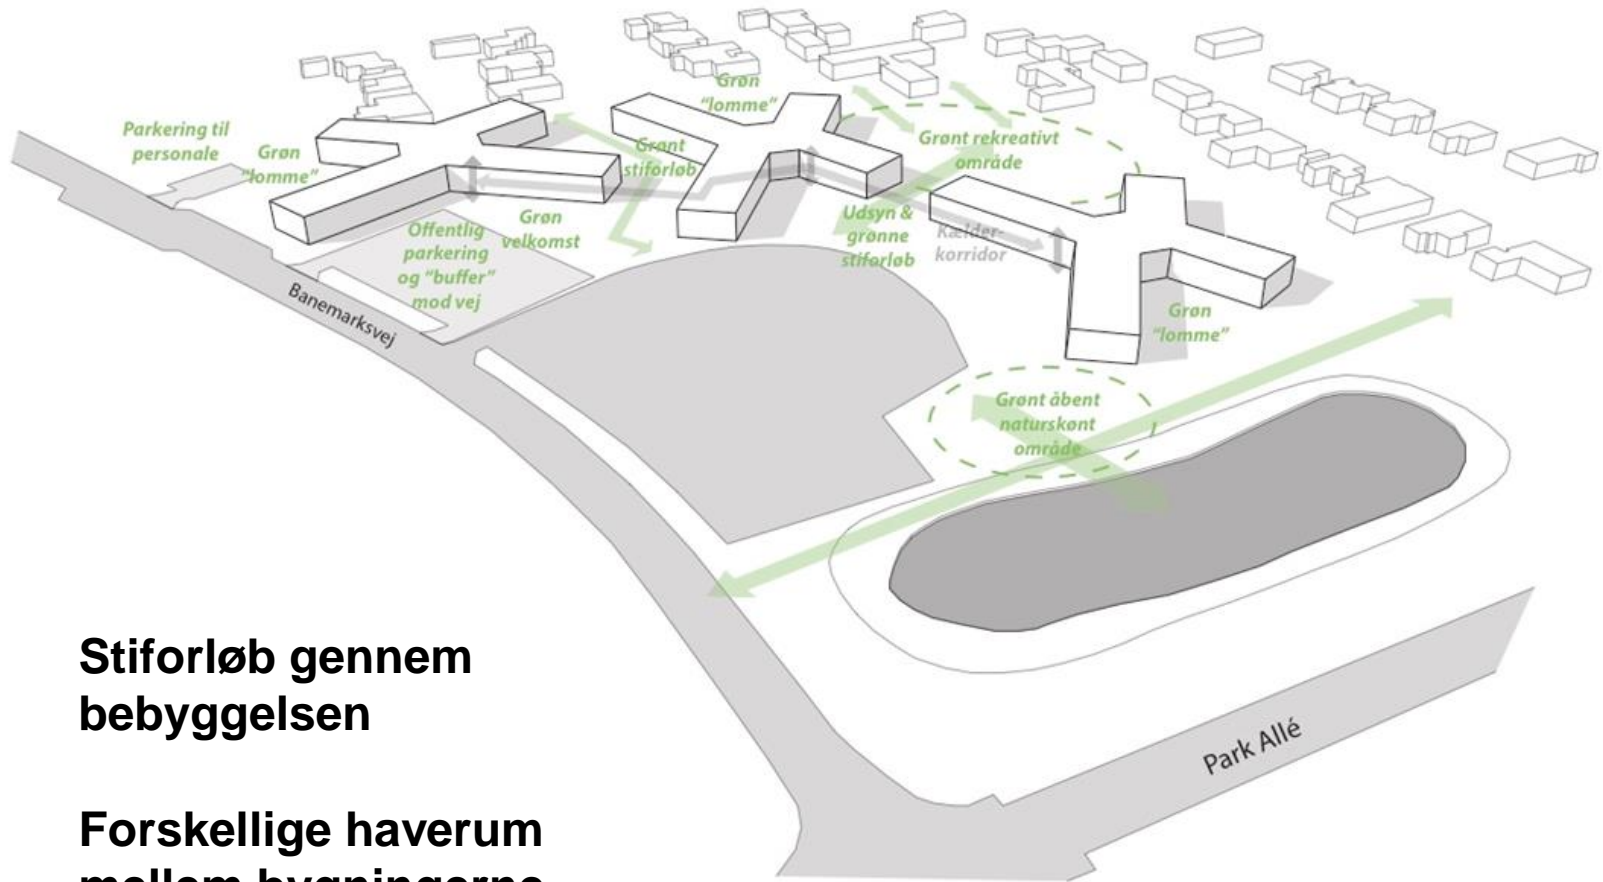 Grøn
"lomme"
Parkering til
personale
Grøn
"lomme"
Grønt
stiforløb
Grønt rekreativt
område
Offentlig
parkering
og "buffer"
mod vej
Grøn
velkomst
Udsyn &
grønne
stiforløb
Kælder-
korridor
Banemarksvej
Grøn
"lomme"
Grønt åbent
naturskønt
område
Park Allé
Stiforløb gennem
bebyggelsen
Forskellige haverum
mellem bygningerne